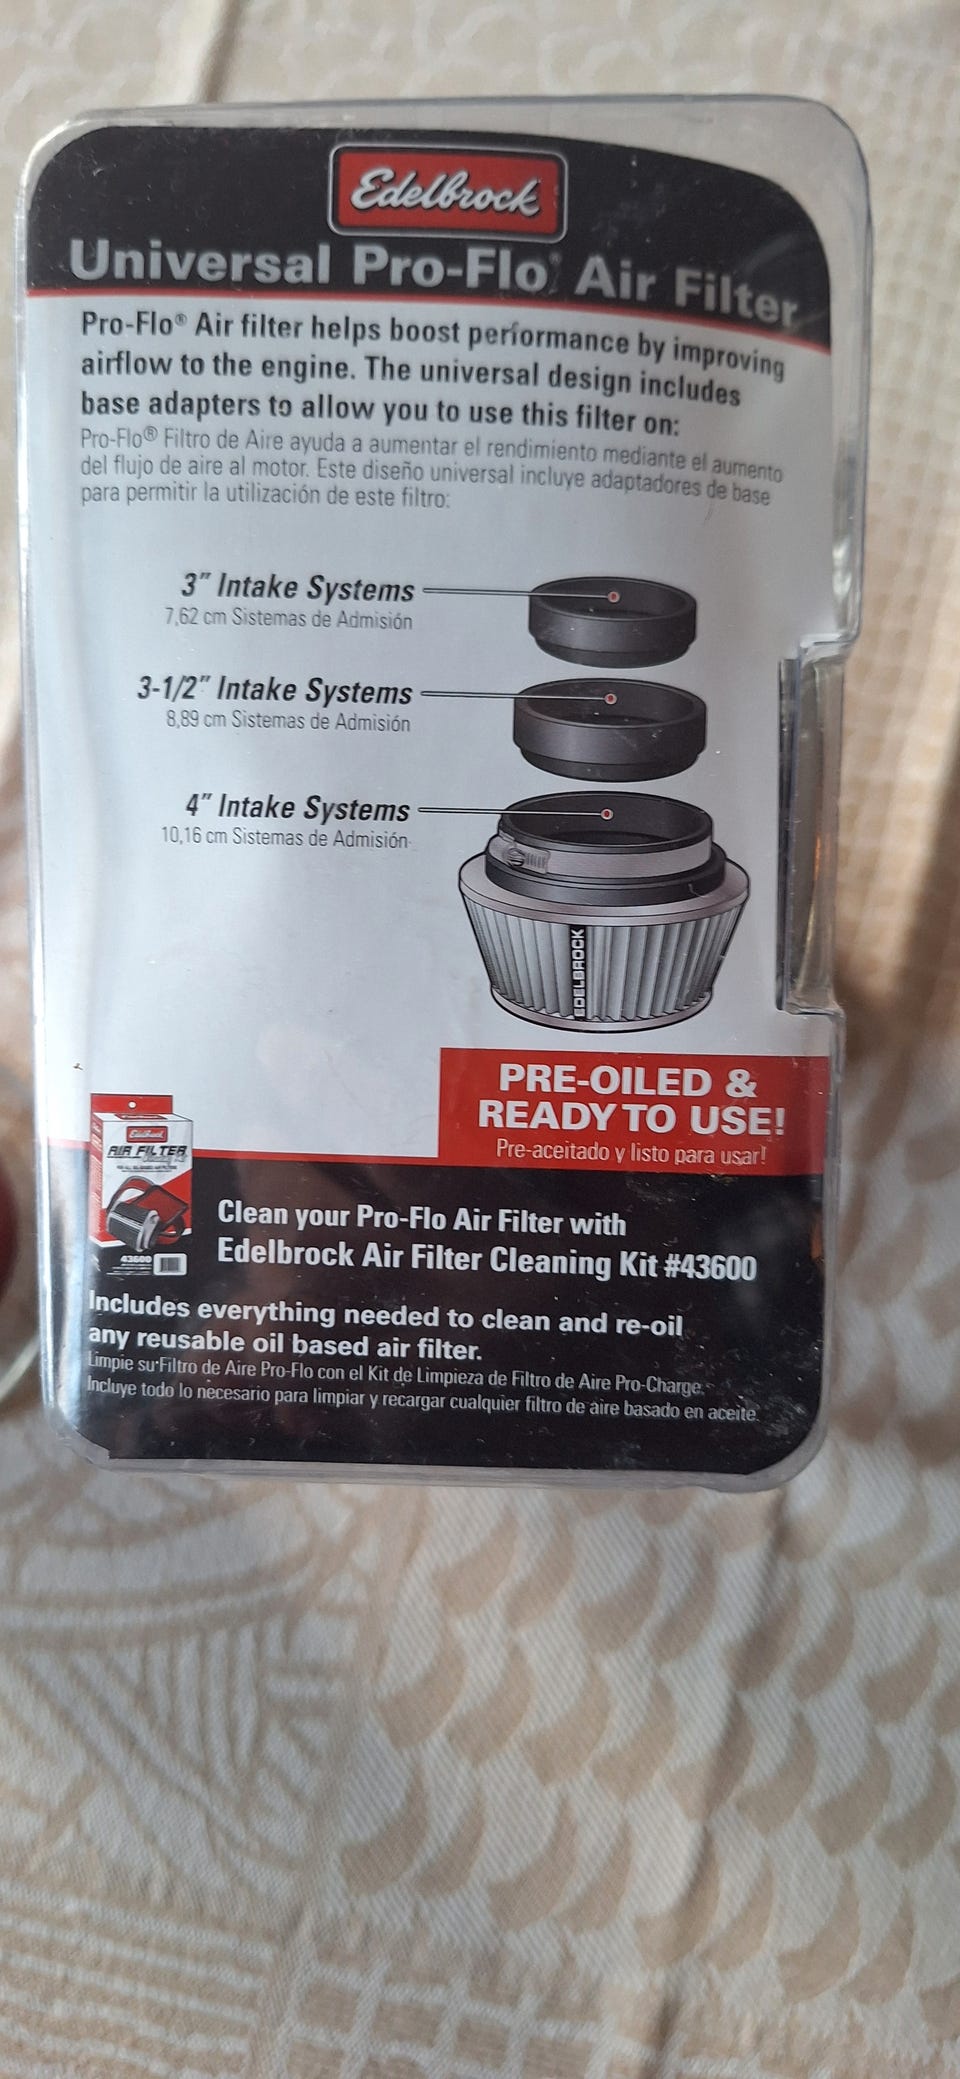 Edelbrock
Universal Pro-Flo® Air Filter
Pro-Flo® Air filter helps boost performance by improving
airflow to the engine. The universal design includes
base adapters to allow you to use this filter on:
Pro-Flo® Filtro de Aire ayuda a aumentar el rendimiento mediante el aumento
del flujo de aire al motor. Este diseño universal incluye adaptadores de base
para permitir la utilización de este filtro:
3" Intake Systems
7,62 cm Sistemas de Admisión
3-1/2" Intake Systems
8,89 cm Sistemas de Admisión
4" Intake Systems
10,16 cm Sistemas de Admisión
EDELBROCK
PRE-OILED &
READY TO USE!
Pre-aceitado y listo para usar!
Edelbrock
AIR FILTER
43600
Clean your Pro-Flo Air Filter with
Edelbrock Air Filter Cleaning Kit #43600
Includes everything needed to clean and re-oil
any reusable oil based air filter.
Limpie su Filtro de Aire Pro-Flo con el Kit de Limpieza de Filtro de Aire Pro-Charge.
Incluye todo lo necesario para limpiar y recargar cualquier filtro de aire basado en aceite.